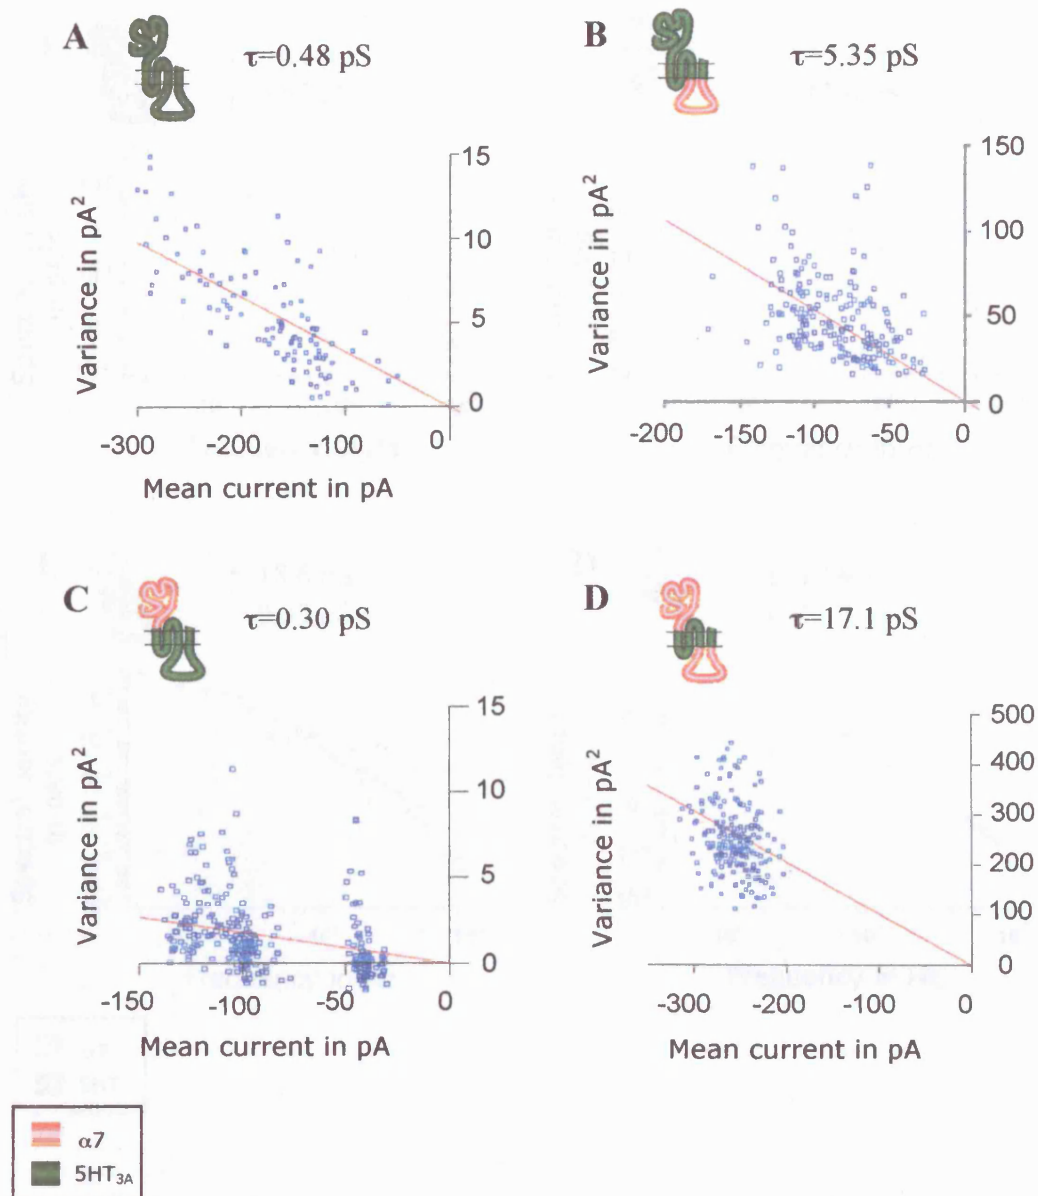 A
τ=0.48 pS
Variance in pA²
15
10
5
0
-300
-200
-100
0
Mean current in pA
B
τ=5.35 pS
Variance in pA²
150
100
50
0
-200
-150
-100
-50
0
C
τ=0.30 pS
Variance in pA²
15
10
5
0
-150
-100
-50
0
Mean current in pA
D
τ=17.1 pS
Variance in pA²
500
400
300
200
100
0
-300
-200
-100
0
Mean current in pA
α7
5HT₃A